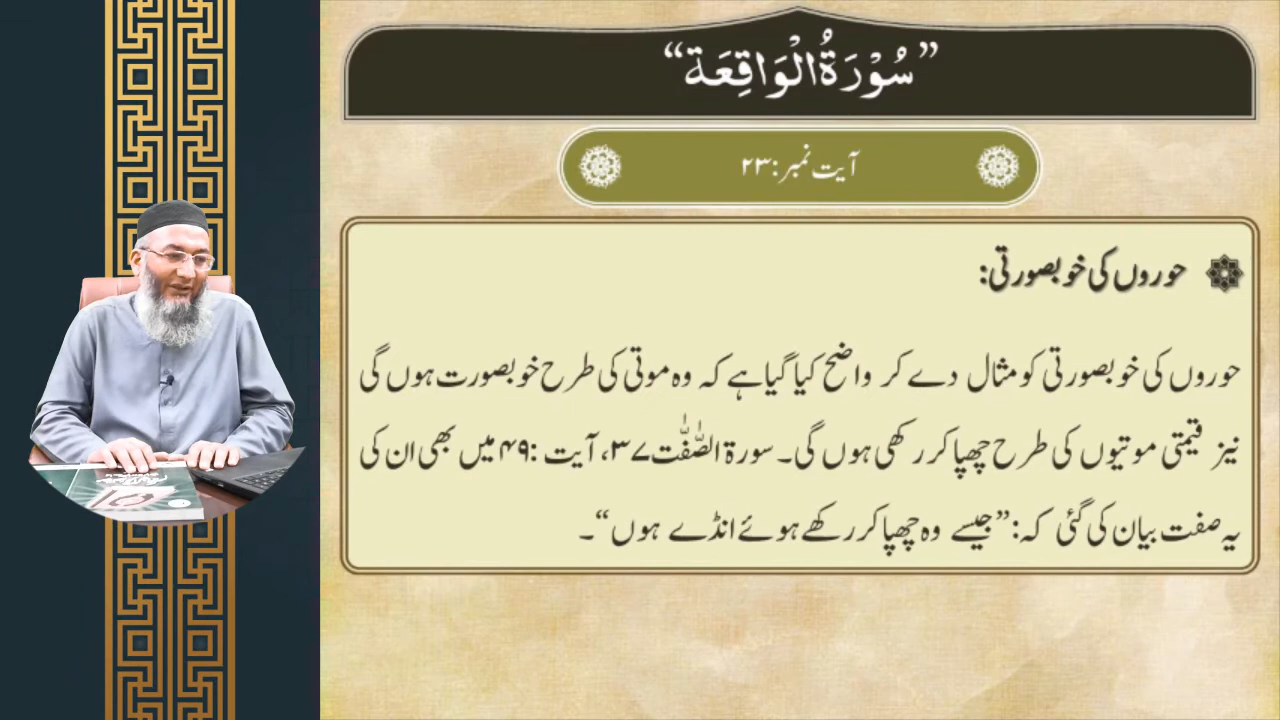 ”سُوْرَةُ الْوَاقِعَة“
آیت نمبر: ۲۳
حوروں کی خوبصورتی:
حوروں کی خوبصورتی کو مثال دے کر واضح کیا گیا ہے کہ وہ موتی کی طرح خوبصورت ہوں گی
نیز قیمتی موتیوں کی طرح چھپا کر رکھی ہوں گی۔ سورۃ الصّٰفّٰت۳۷، آیت :۴۹ میں بھی ان کی
یہ صفت بیان کی گئی کہ: ”جیسے وہ چھپا کر رکھے ہوئے انڈے ہوں“۔